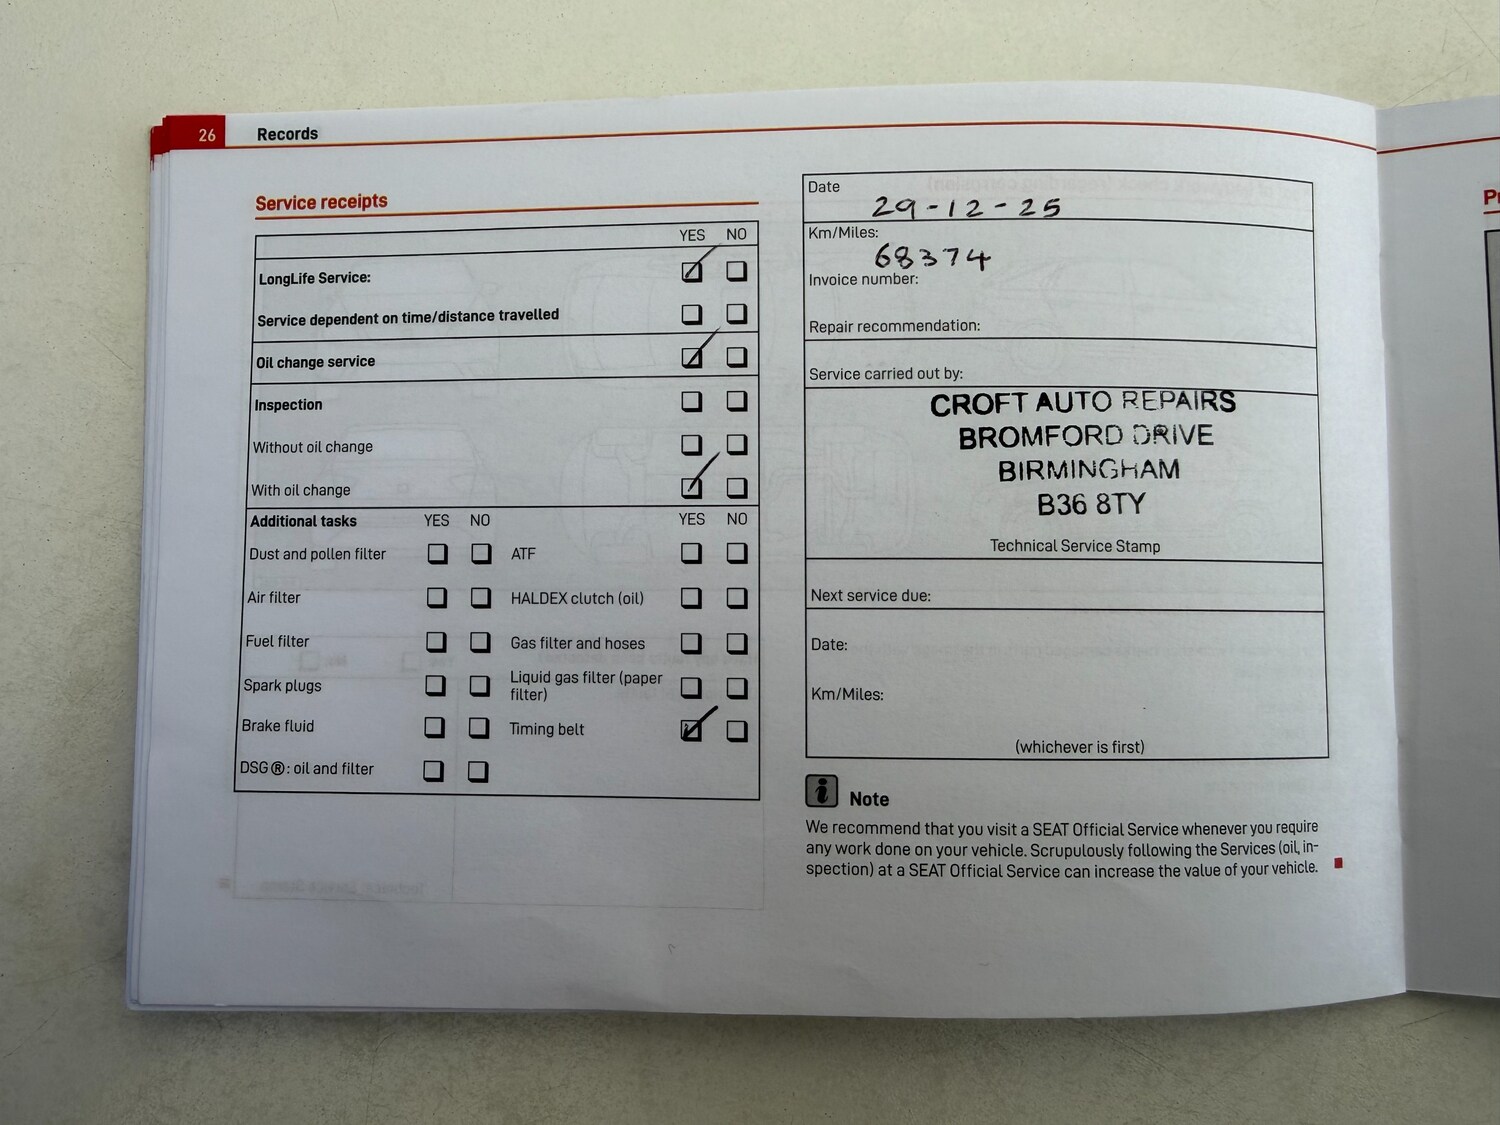 26 Records
Service receipts
YES NO
LongLife Service:
Service dependent on time/distance travelled
Oil change service
Inspection
Without oil change
With oil change
Additional tasks YES NO YES NO
Dust and pollen filter ATF
Air filter HALDEX clutch (oil)
Fuel filter Gas filter and hoses
Spark plugs Liquid gas filter (paper
filter)
Brake fluid Timing belt
DSG®: oil and filter
Date
29-12-25
Km/Miles:
68374
Invoice number:
Repair recommendation:
Service carried out by:
CROFT AUTO REPAIRS
BROMFORD DRIVE
BIRMINGHAM
B36 8TY
Technical Service Stamp
Next service due:
Date:
Km/Miles:
(whichever is first)
Note
We recommend that you visit a SEAT Official Service whenever you require
any work done on your vehicle. Scrupulously following the Services (oil, in-
spection) at a SEAT Official Service can increase the value of your vehicle.